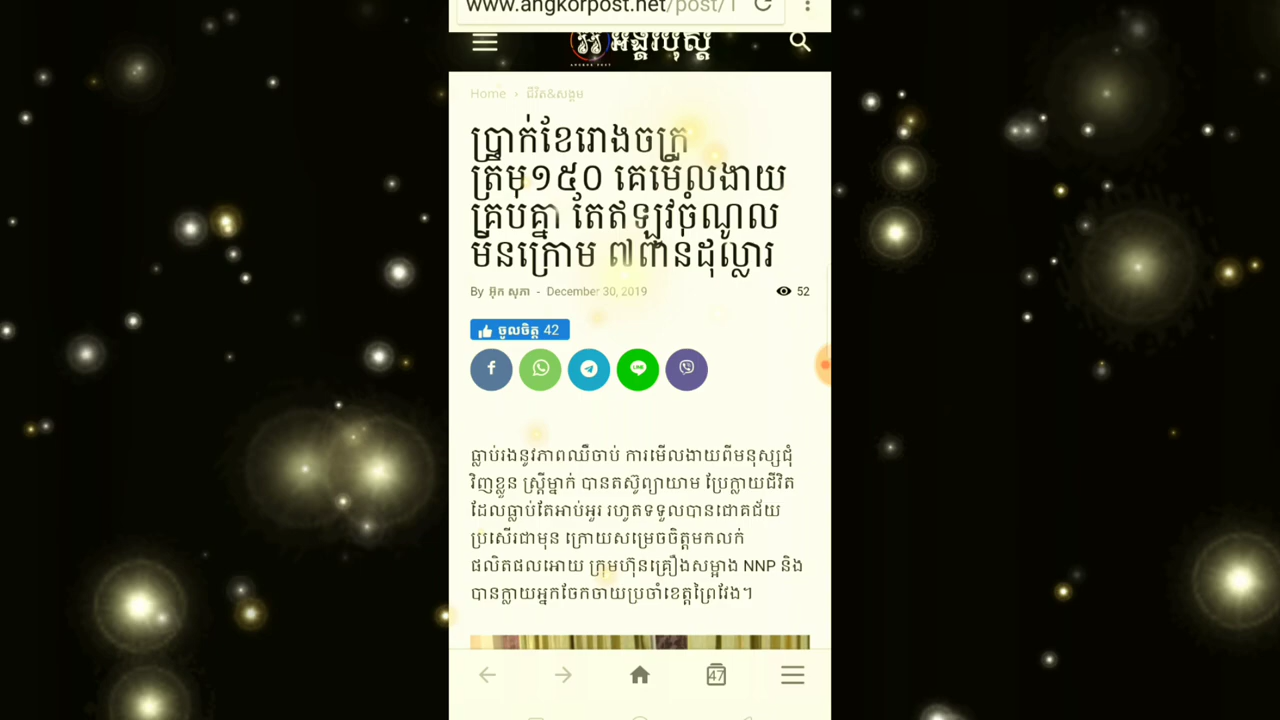 www.angkorpost.net/post/1
អង្គរប៉ុស្តិ៍
ANGKOR POST
Home › ជីវិត&សង្គម
ប្រាក់ខែរោងចក្រ
ត្រឹម១៥០ គេមើលងាយ
គ្រប់គ្នា តែឥឡូវចំណូល
មិនក្រោម ៧ពាន់ដុល្លារ
By អ៊ុក សុភា - December 30, 2019
52
ចូលចិត្ត 42
ធ្លាប់រងនូវភាពឈឺចាប់ ការមើលងាយពីមនុស្សជុំ
វិញខ្លួន ស្ត្រីម្នាក់ បានតស៊ូព្យាយាម ប្រែក្លាយជីវិត
ដែលធ្លាប់តែអាប់អួរ រហូតទទួលបានជោគជ័យ
ប្រសើរជាមុន ក្រោយសម្រេចចិត្តមកលក់
ផលិតផលអោយ ក្រុមហ៊ុនគ្រឿងសម្អាង NNP និង
បានក្លាយអ្នកចែកចាយប្រចាំខេត្តព្រៃវែង។
47